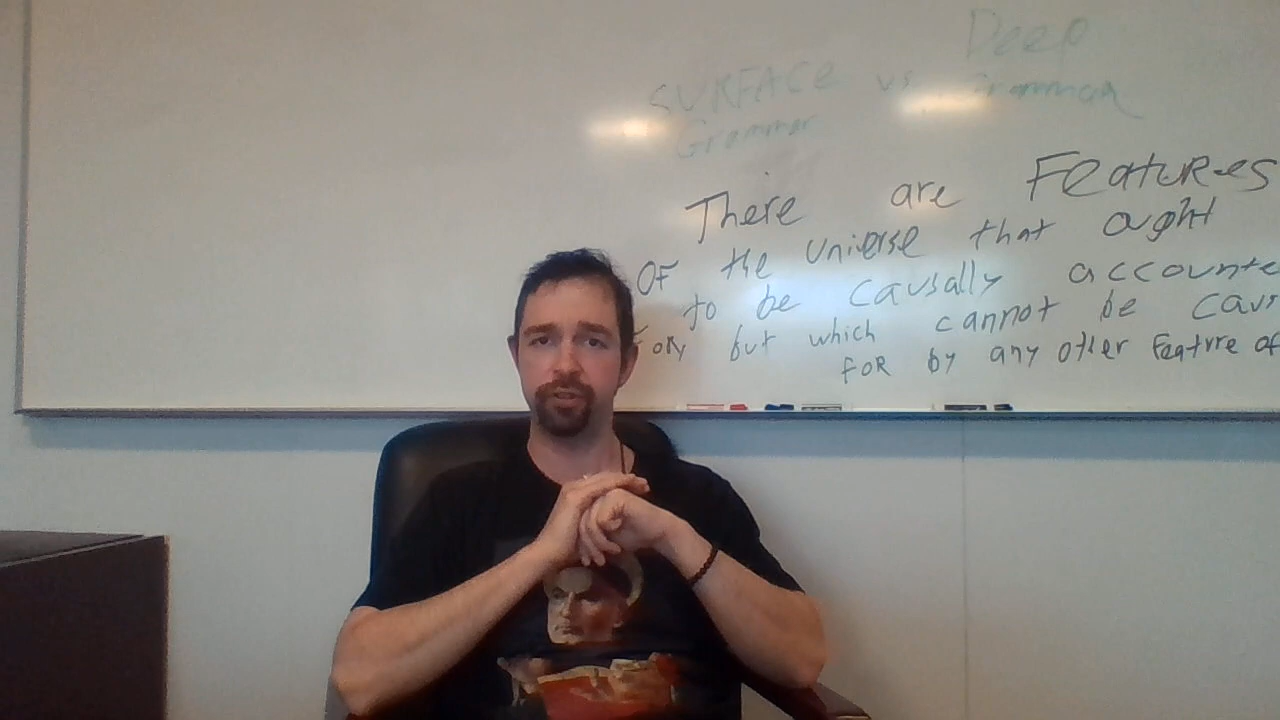 Deep
SURFACE vs. Grammar
Grammar
There are FeatuRes
OF the Universe that ought
to be causally accounte
FOR but which cannot be caus
FOR by any other Feature of